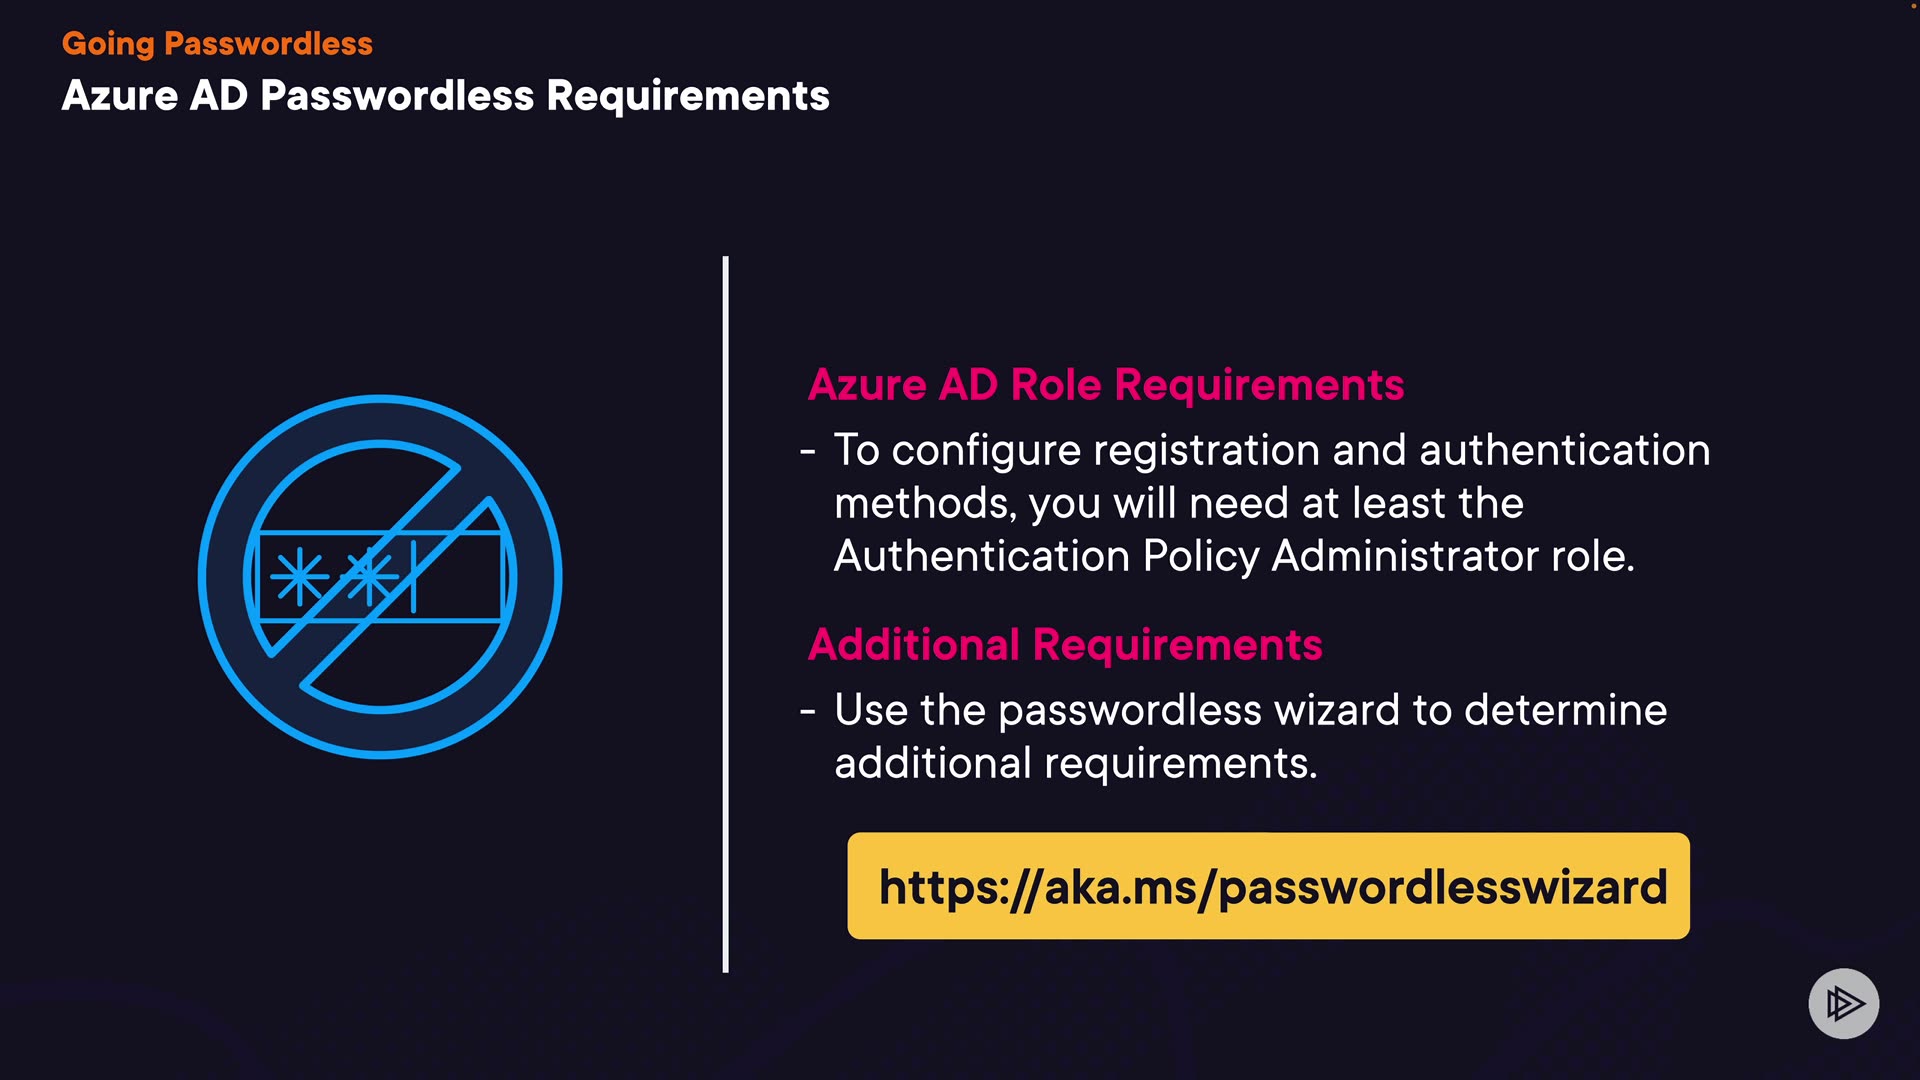 Going Passwordless
Azure AD Passwordless Requirements
Azure AD Role Requirements
- To configure registration and authentication
methods, you will need at least the
Authentication Policy Administrator role.
Additional Requirements
- Use the passwordless wizard to determine
additional requirements.
https://aka.ms/passwordlesswizard